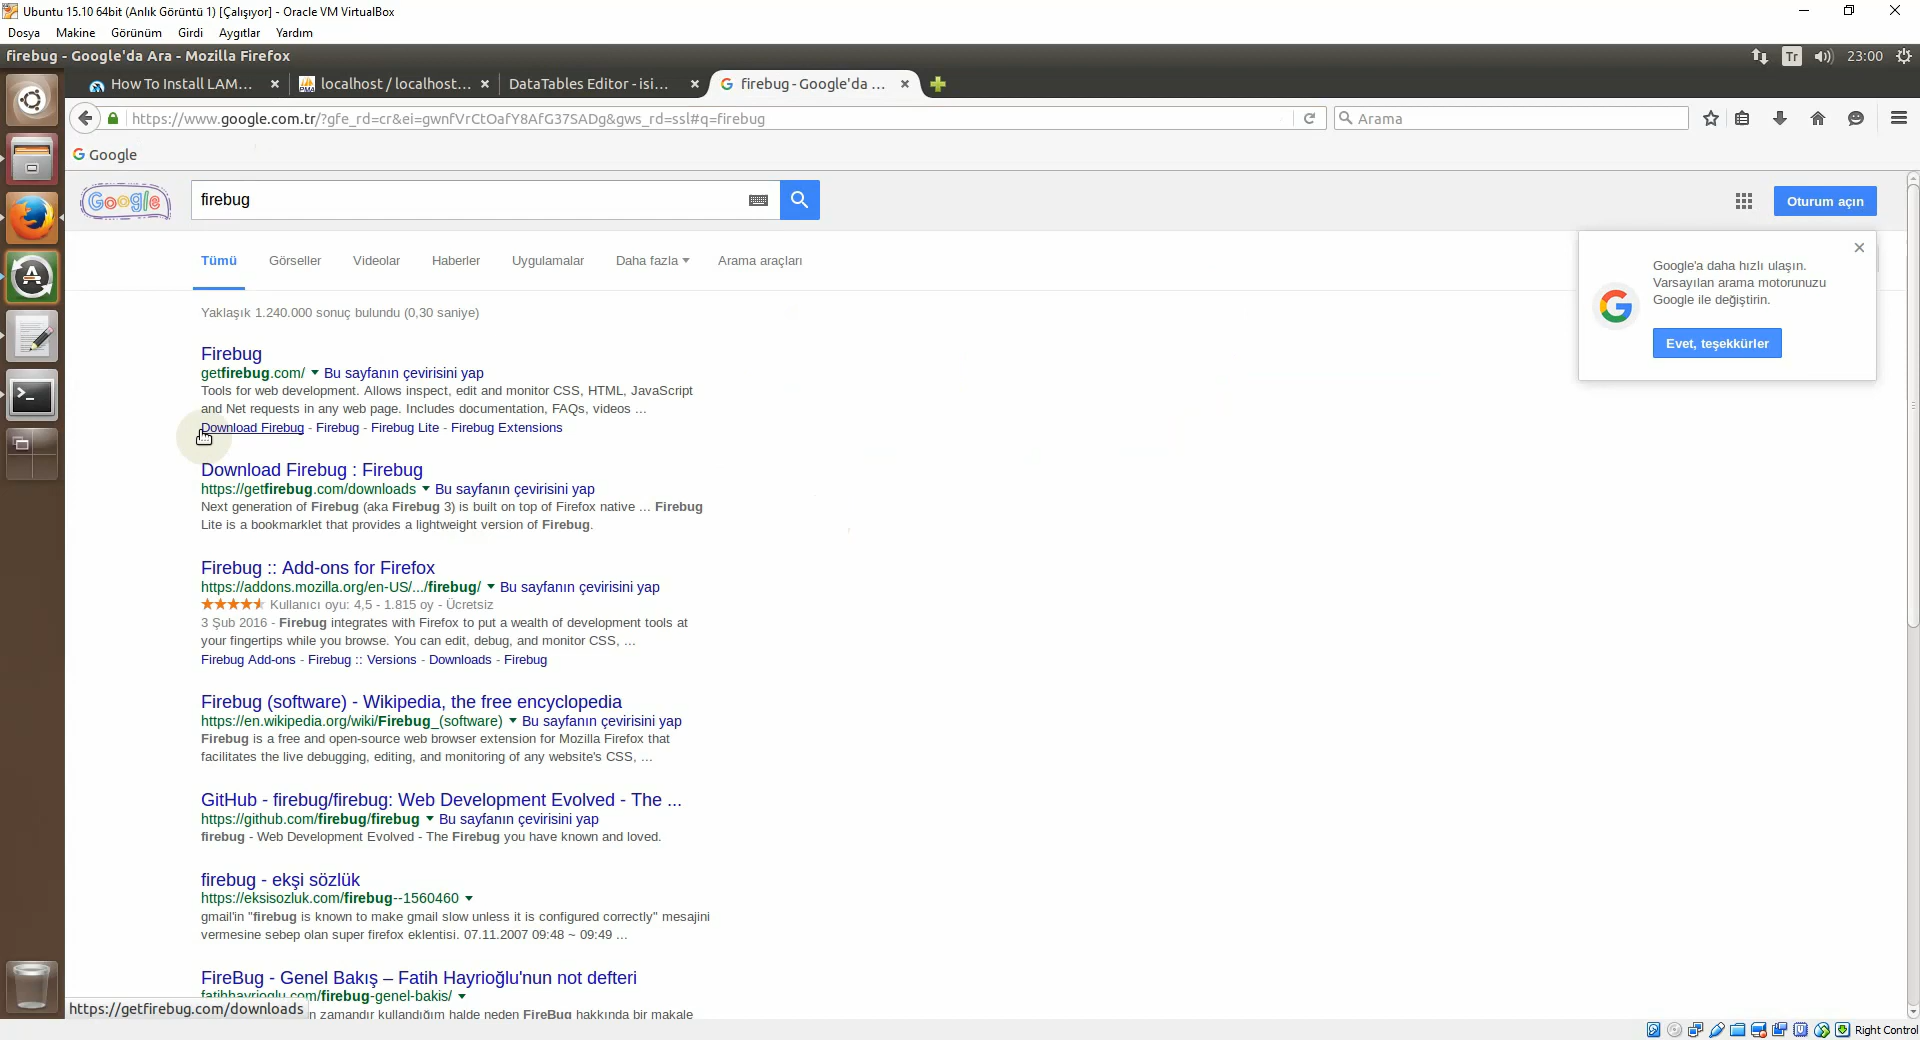 Ubuntu 15.10 64bit (Anlık Görüntü 1) [Çalışıyor] - Oracle VM VirtualBox
Dosya Makine Görünüm Girdi Aygıtlar Yardım
firebug - Google'da Ara - Mozilla Firefox
Tr 23:00
How To Install LAM... localhost / localhost... DataTables Editor - isi... firebug - Google'da ...
https://www.google.com.tr/?gfe_rd=cr&ei=gwnfVrCtOafY8AfG37SADg&gws_rd=ssl#q=firebug Arama
Google
Google firebug Oturum açın
Tümü Görseller Videolar Haberler Uygulamalar Daha fazla Arama araçları
Google'a daha hızlı ulaşın.
Varsayılan arama motorunuzu
Google ile değiştirin.
Evet, teşekkürler
Yaklaşık 1.240.000 sonuç bulundu (0,30 saniye)
Firebug
getfirebug.com/ Bu sayfanın çevirisini yap
Tools for web development. Allows inspect, edit and monitor CSS, HTML, JavaScript
and Net requests in any web page. Includes documentation, FAQs, videos ...
Download Firebug - Firebug - Firebug Lite - Firebug Extensions
Download Firebug : Firebug
https://getfirebug.com/downloads Bu sayfanın çevirisini yap
Next generation of Firebug (aka Firebug 3) is built on top of Firefox native ... Firebug
Lite is a bookmarklet that provides a lightweight version of Firebug.
Firebug :: Add-ons for Firefox
https://addons.mozilla.org/en-US/.../firebug/ Bu sayfanın çevirisini yap
Kullanıcı oyu: 4,5 - 1.815 oy - Ücretsiz
3 Şub 2016 - Firebug integrates with Firefox to put a wealth of development tools at
your fingertips while you browse. You can edit, debug, and monitor CSS, ...
Firebug Add-ons - Firebug :: Versions - Downloads - Firebug
Firebug (software) - Wikipedia, the free encyclopedia
https://en.wikipedia.org/wiki/Firebug_(software) Bu sayfanın çevirisini yap
Firebug is a free and open-source web browser extension for Mozilla Firefox that
facilitates the live debugging, editing, and monitoring of any website's CSS, ...
GitHub - firebug/firebug: Web Development Evolved - The ...
https://github.com/firebug/firebug Bu sayfanın çevirisini yap
firebug - Web Development Evolved - The Firebug you have known and loved.
firebug - ekşi sözlük
https://eksisozluk.com/firebug--1560460
gmail'in "firebug is known to make gmail slow unless it is configured correctly" mesajini
vermesine sebep olan super firefox eklentisi. 07.11.2007 09:48 ~ 09:49 ...
FireBug - Genel Bakış – Fatih Hayrioğlu'nun not defteri
fatihhayrioglu.com/firebug-genel-bakis/
https://getfirebug.com/downloads
n zamandır kullandığım halde neden FireBug hakkında bir makale
Right Control